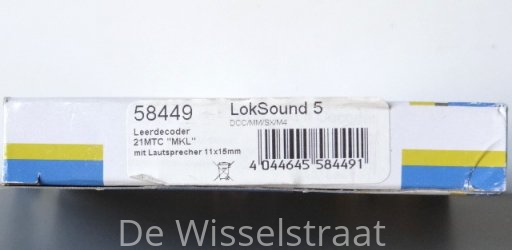 58449 LokSound 5
DCC/MM/SX/M4
Leerdecoder
21MTC "MKL"
mit Lautsprecher 11x15mm
4 044645 584491
De Wisselstraat